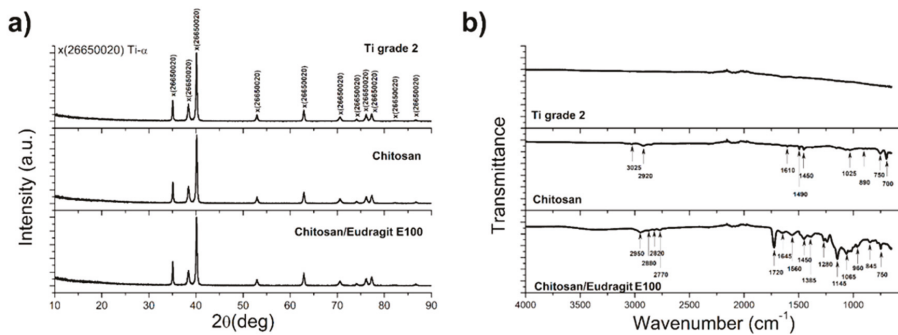 a)
x(26650020) Ti-α
Ti grade 2
x(26650020)
x(26650020)
x(26650020)
x(26650020)
x(26650020)
x(26650020)
x(26650020)
x(26650020)
x(26650020)
x(26650020)
x(26650020)
Chitosan
Chitosan/Eudragit E100
Intensity (a.u.)
10 20 30 40 50 60 70 80 90
2θ(deg)
b)
Ti grade 2
3025
2920
1610
1490
1450
1025
890
750
700
Chitosan
2950
2880
2820
2770
1720
1645
1560
1450
1385
1280
1145
1065
960
845
750
Chitosan/Eudragit E100
Transmittance
4000 3500 3000 2500 2000 1500 1000
Wavenumber (cm⁻¹)